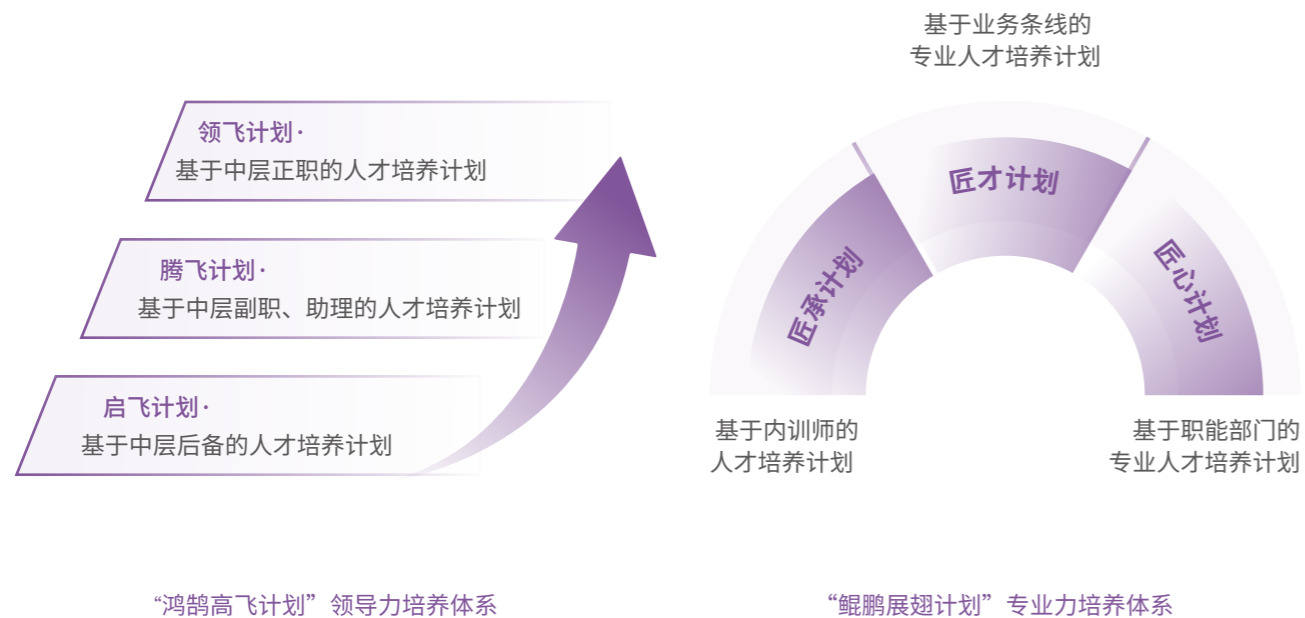 领飞计划·
基于中层正职的人才培养计划
腾飞计划·
基于中层副职、助理的人才培养计划
启飞计划·
基于中层后备的人才培养计划
“鸿鹄高飞计划”领导力培养体系
基于业务条线的
专业人才培养计划
匠承计划
匠才计划
匠心计划
基于内训师的
人才培养计划
基于职能部门的
专业人才培养计划
“鲲鹏展翅计划”专业力培养体系